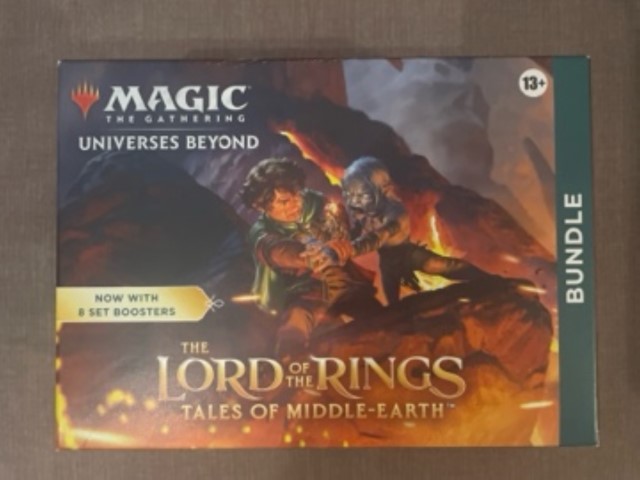 MAGIC
THE GATHERING
UNIVERSES BEYOND
13+
BUNDLE
NOW WITH
8 SET BOOSTERS
THE
LORD OF THE RINGS
TALES OF MIDDLE-EARTH™